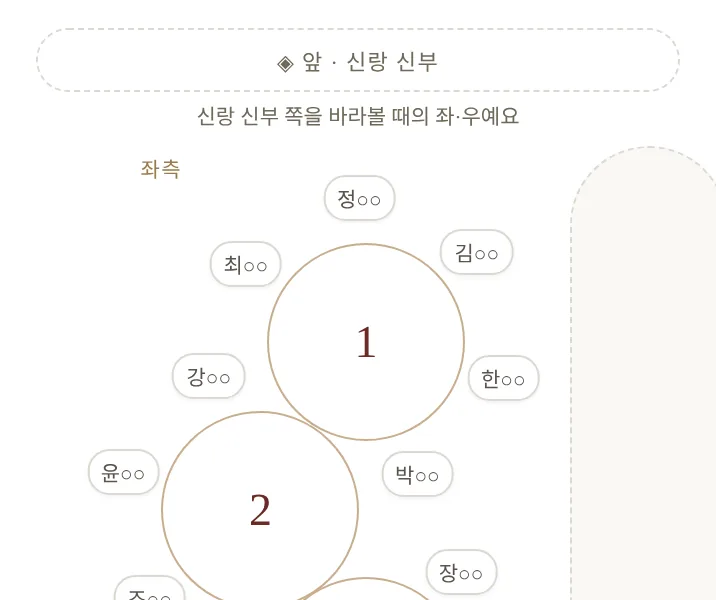 ◈ 앞 · 신랑 신부
신랑 신부 쪽을 바라볼 때의 좌·우예요
좌측
정○○
김○○
최○○
1
강○○
한○○
윤○○
박○○
2
장○○